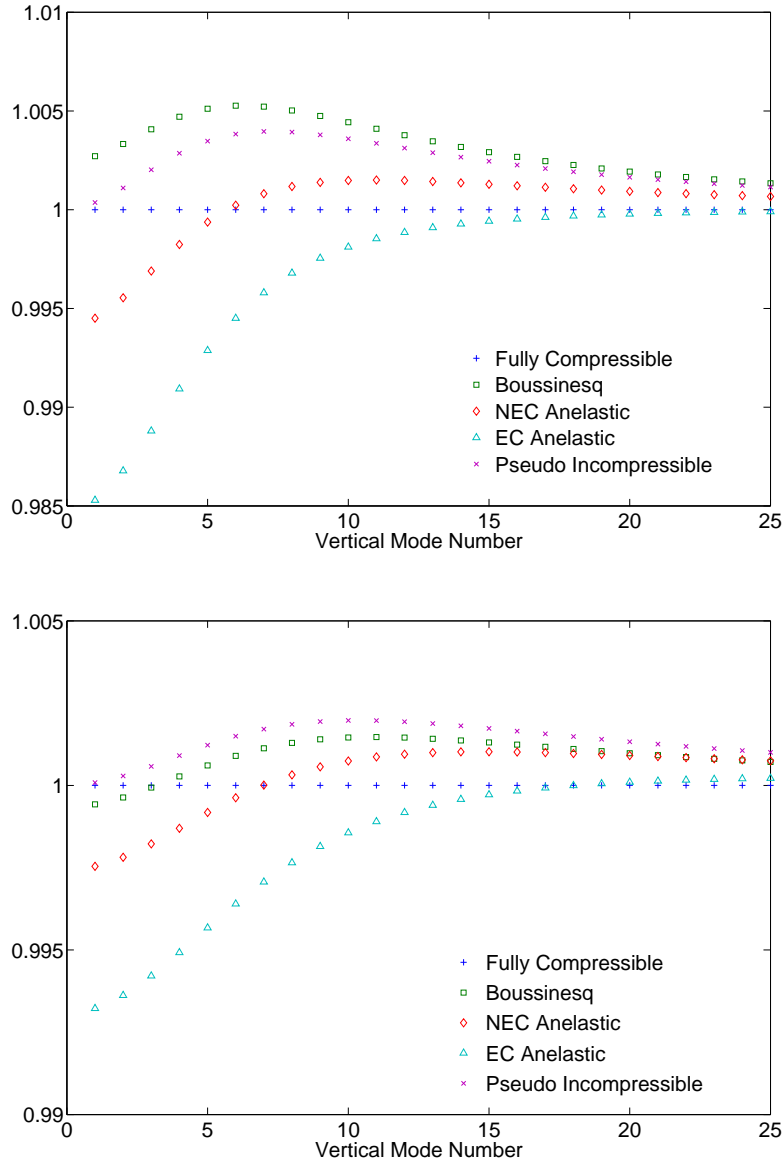 1.01
1.005
1
0.995
0.99
0.985
0 5 10 15 20 25
Vertical Mode Number
Fully Compressible
Boussinesq
NEC Anelastic
EC Anelastic
Pseudo Incompressible
1.005
1
0.995
0.99
0 5 10 15 20 25
Vertical Mode Number
Fully Compressible
Boussinesq
NEC Anelastic
EC Anelastic
Pseudo Incompressible